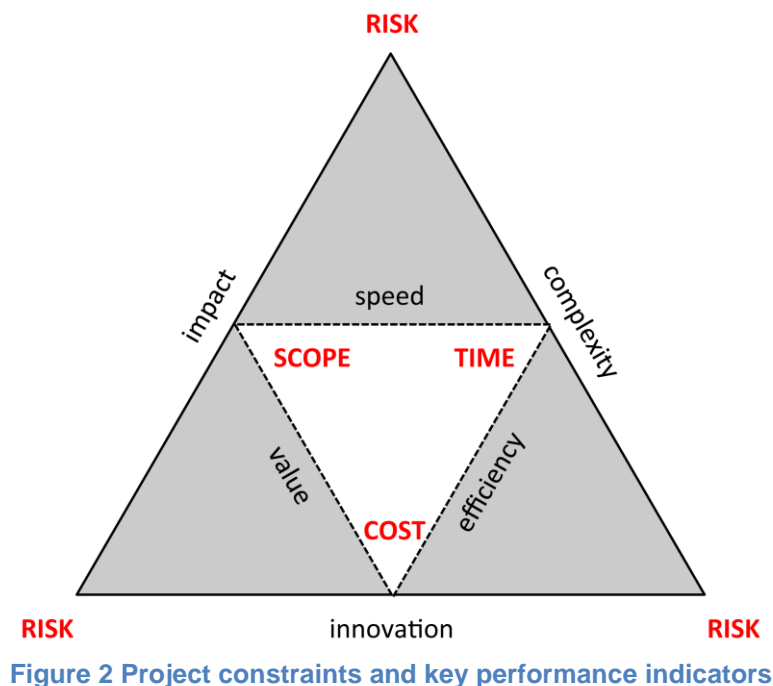 RISK
impact
complexity
speed
SCOPE
TIME
value
efficiency
COST
RISK
innovation
RISK
Figure 2 Project constraints and key performance indicators